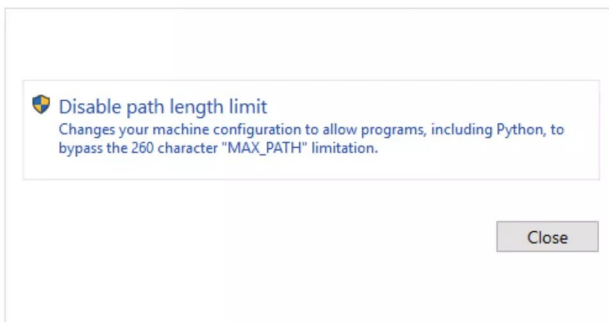 Disable path length limit
Changes your machine configuration to allow programs, including Python, to
bypass the 260 character "MAX_PATH" limitation.
Close